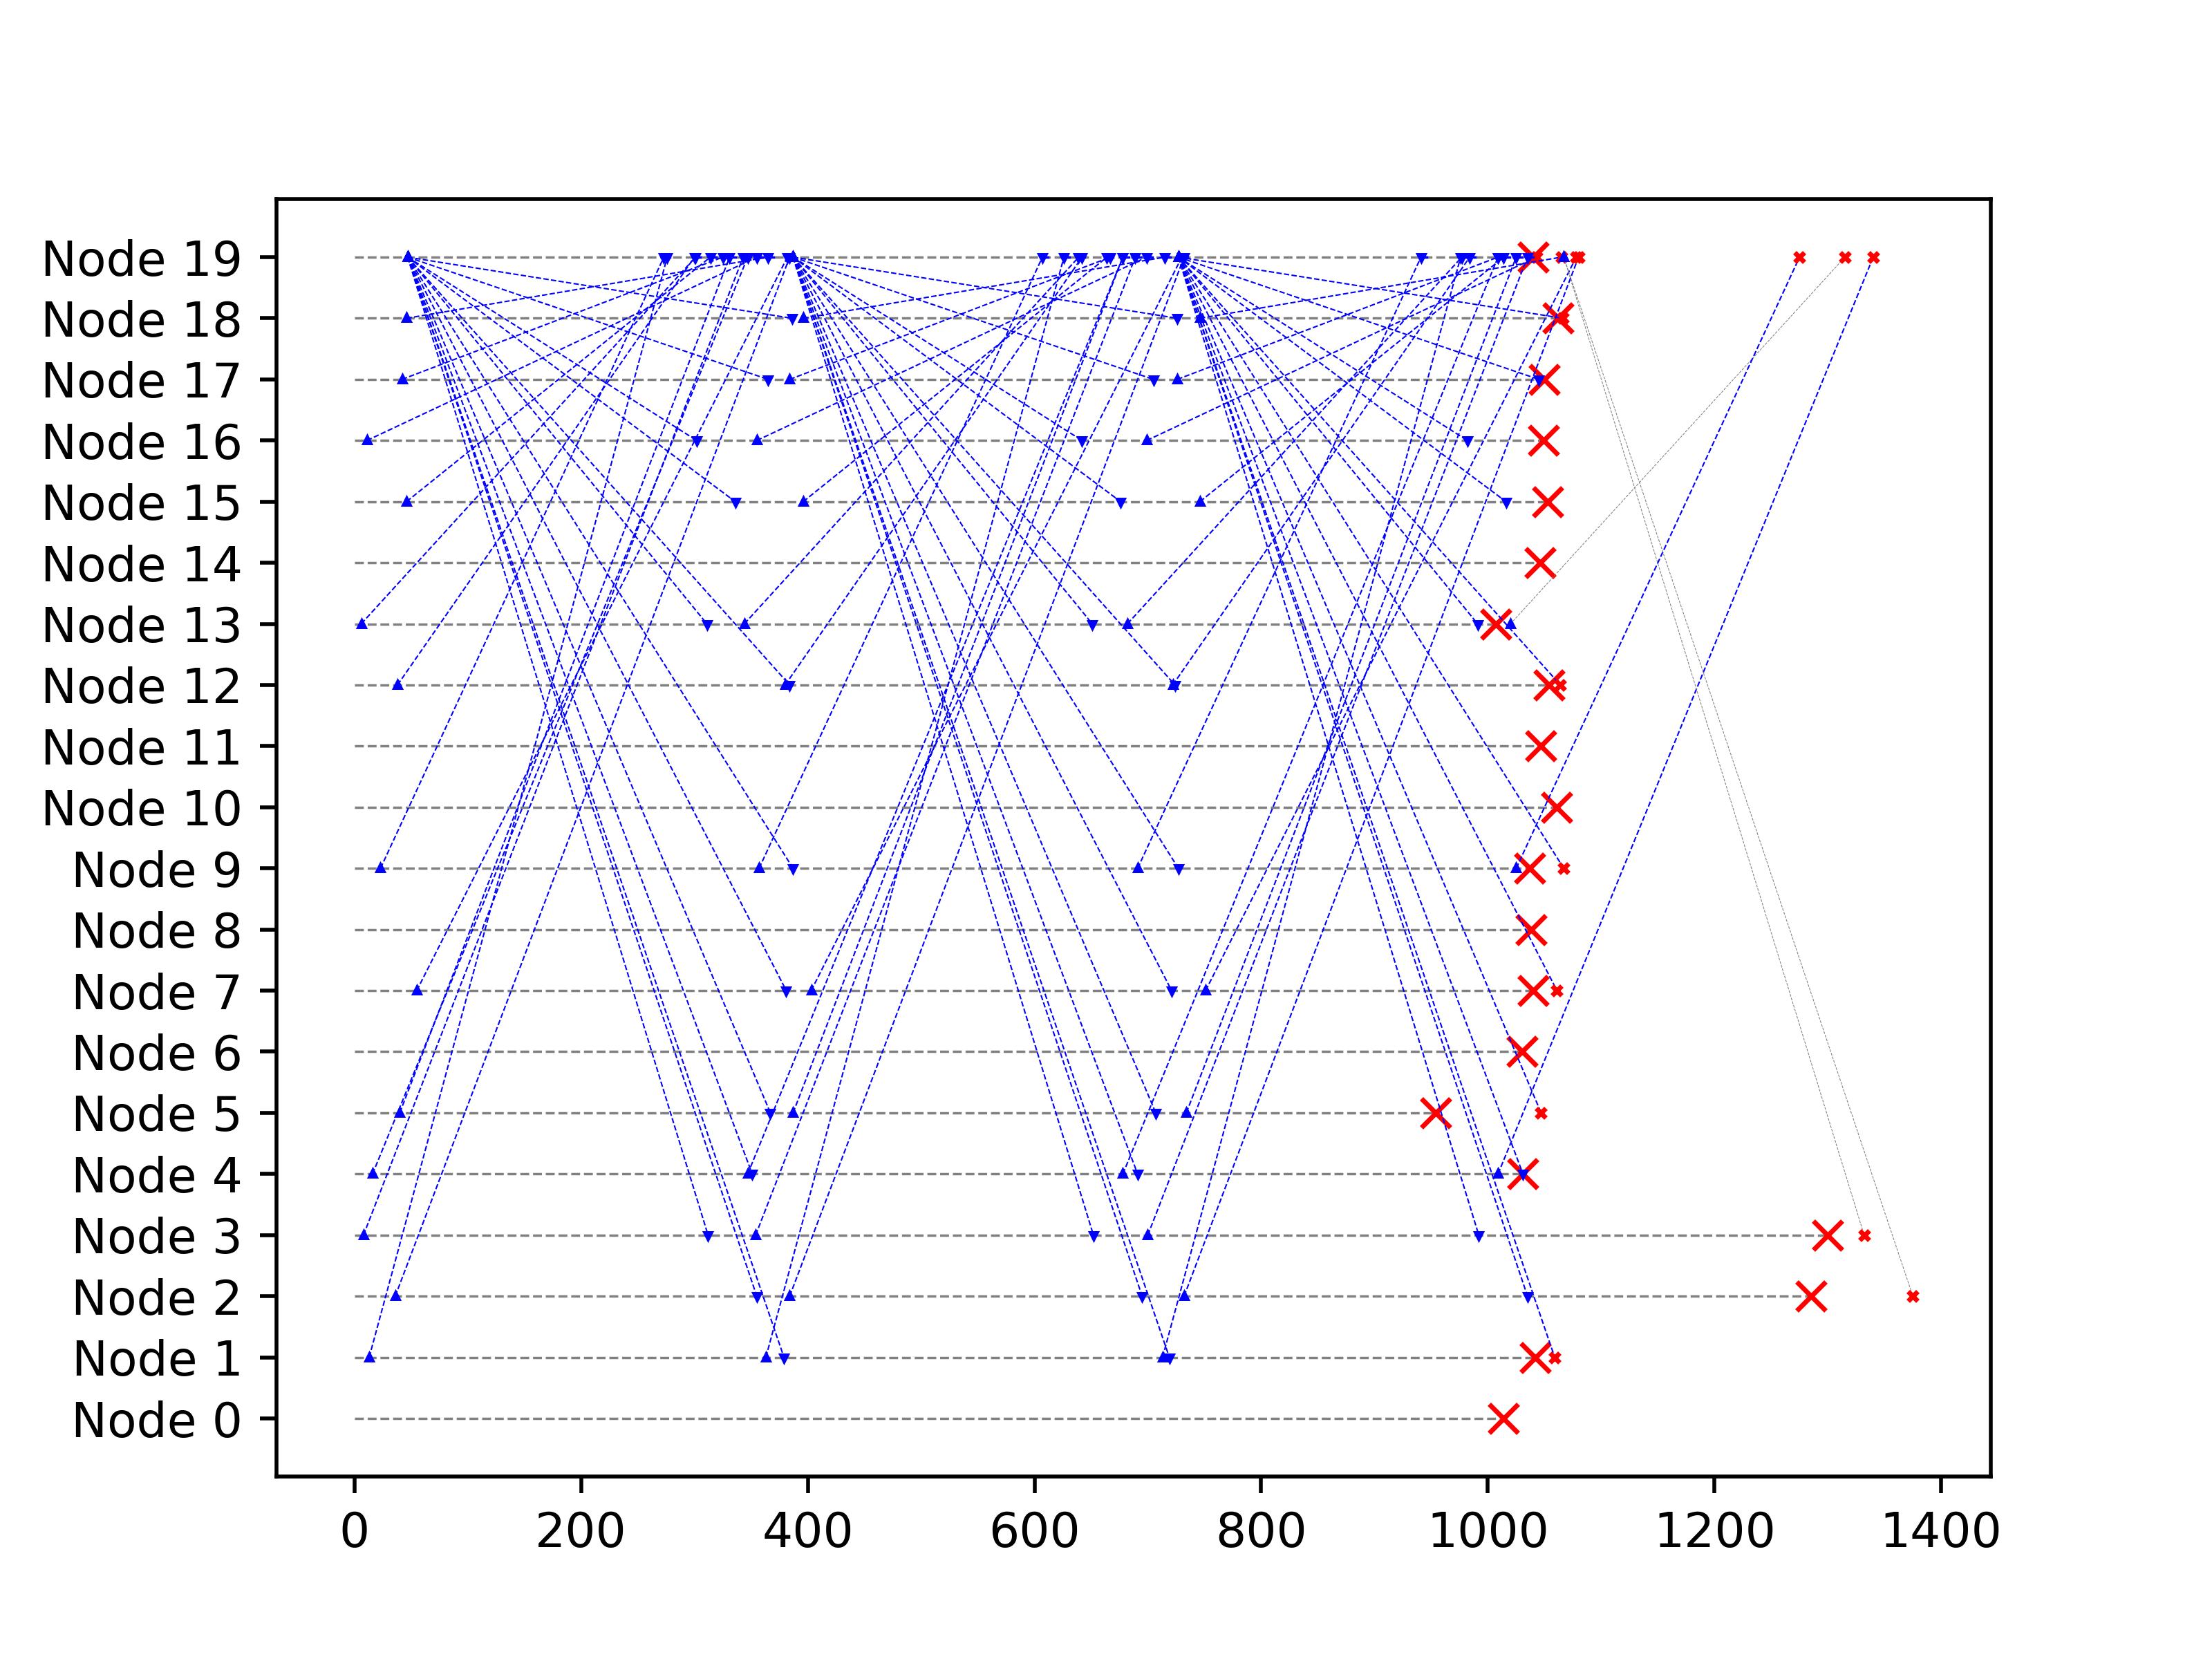 Node 19
Node 18
Node 17
Node 16
Node 15
Node 14
Node 13
Node 12
Node 11
Node 10
Node 9
Node 8
Node 7
Node 6
Node 5
Node 4
Node 3
Node 2
Node 1
Node 0
0 200 400 600 800 1000 1200 1400